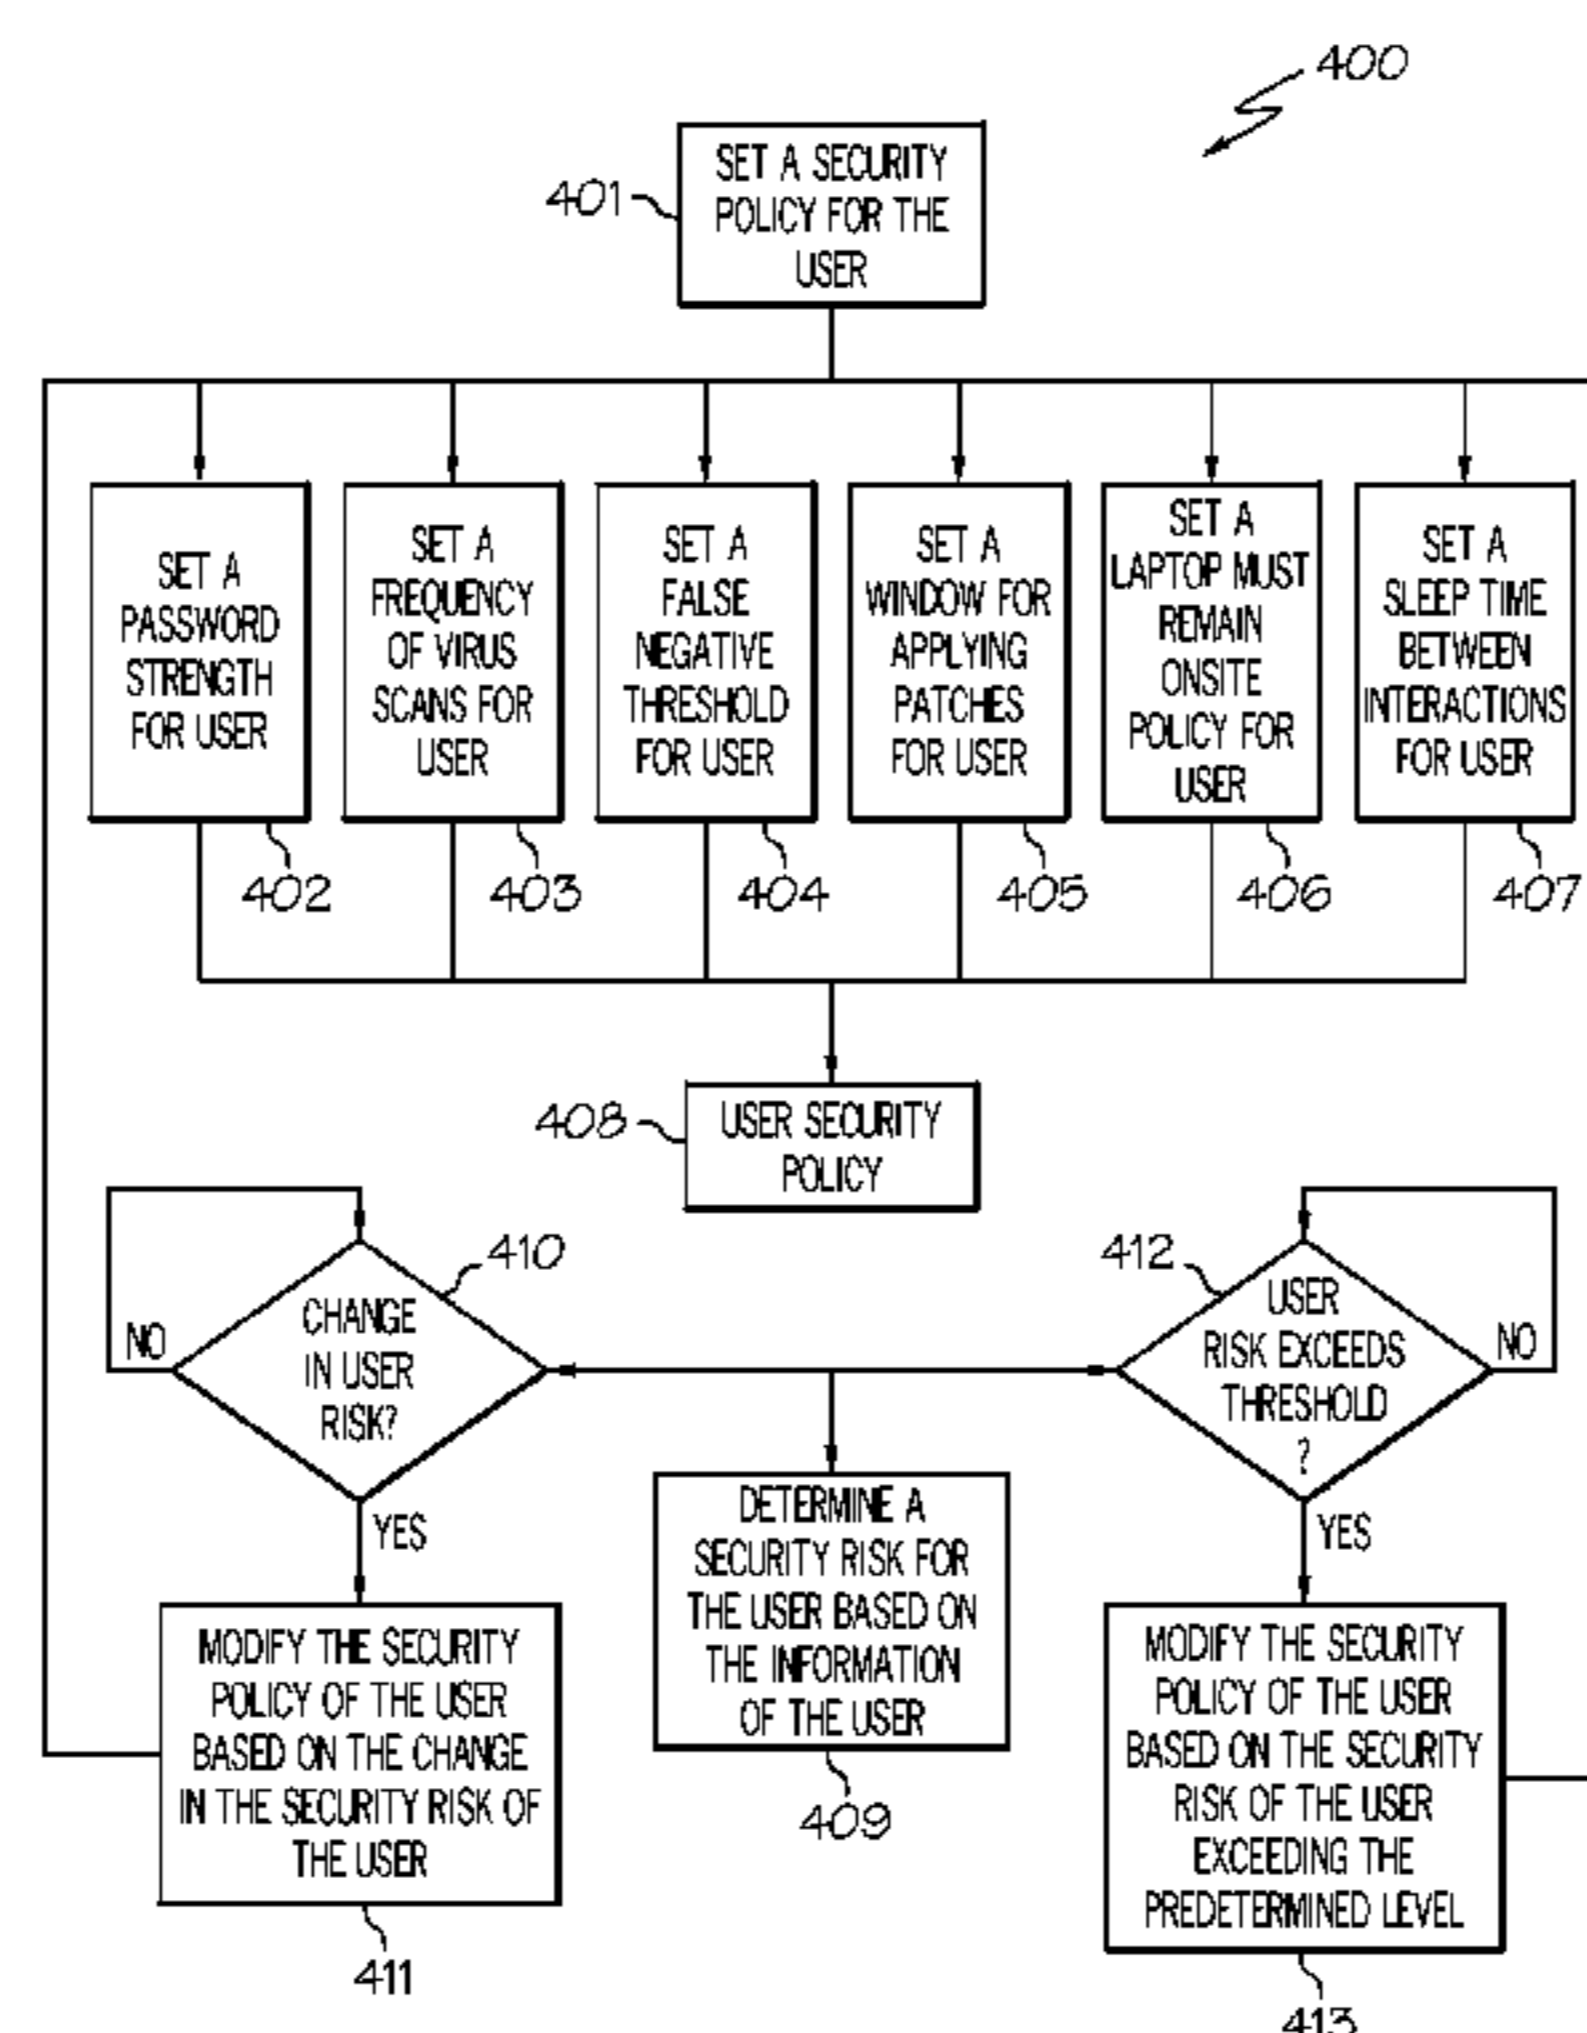 400
401
SET A SECURITY
POLICY FOR THE
USER
SET A
PASSWORD
STRENGTH
FOR USER
402
SET A
FREQUENCY
OF VIRUS
SCANS FOR
USER
403
SET A
FALSE
NEGATIVE
THRESHOLD
FOR USER
404
SET A
WINDOW FOR
APPLYING
PATCHES
FOR USER
405
SET A
LAPTOP MUST
REMAIN
ONSITE
POLICY FOR
USER
406
SET A
SLEEP TIME
BETWEEN
INTERACTIONS
FOR USER
407
408
USER SECURITY
POLICY
410
CHANGE
IN USER
RISK?
NO
YES
412
USER
RISK EXCEEDS
THRESHOLD
?
NO
YES
DETERMINE A
SECURITY RISK FOR
THE USER BASED ON
THE INFORMATION
OF THE USER
409
MODIFY THE SECURITY
POLICY OF THE USER
BASED ON THE CHANGE
IN THE SECURITY RISK OF
THE USER
411
MODIFY THE SECURITY
POLICY OF THE USER
BASED ON THE SECURITY
RISK OF THE USER
EXCEEDING THE
PREDETERMINED LEVEL
413